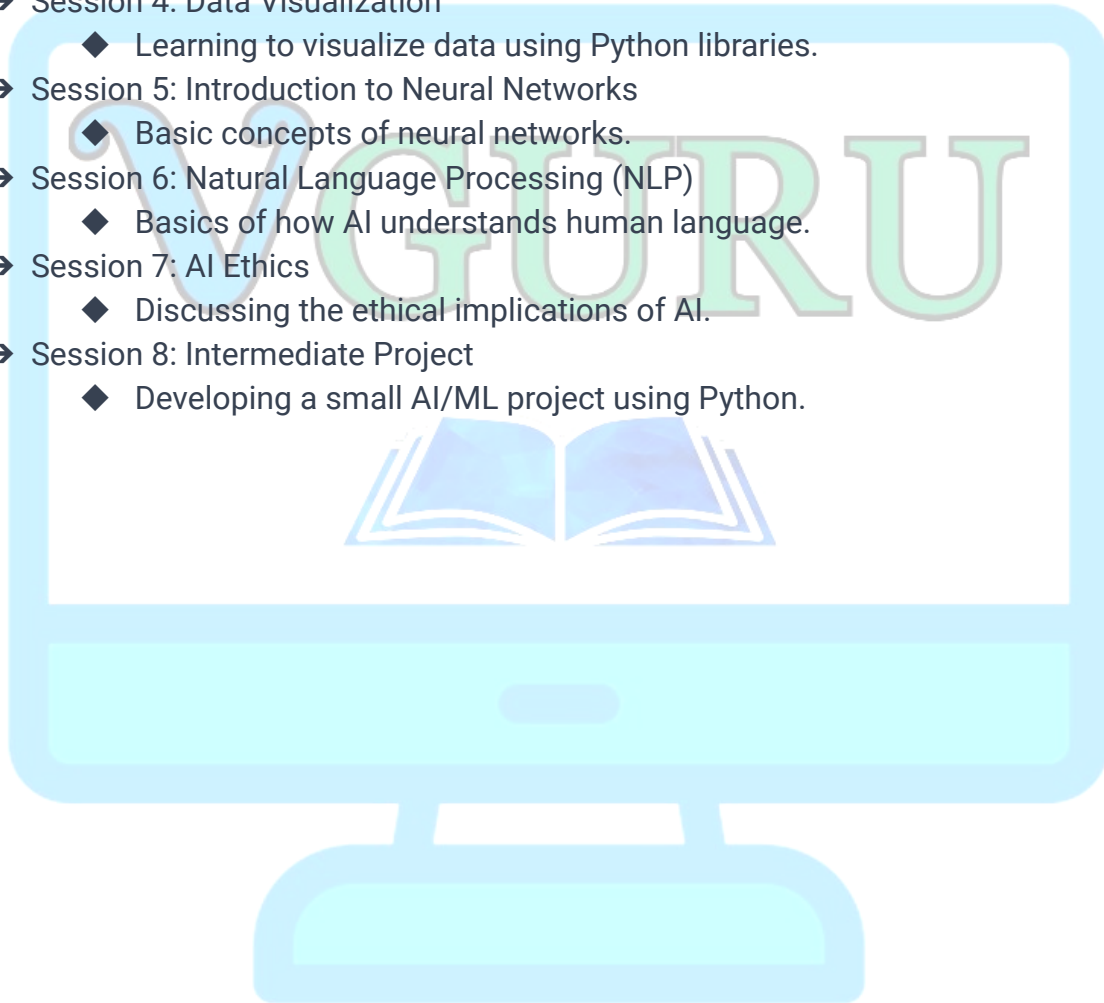 ➔ Session 4: Data Visualization
◆ Learning to visualize data using Python libraries.
➔ Session 5: Introduction to Neural Networks
◆ Basic concepts of neural networks.
➔ Session 6: Natural Language Processing (NLP)
◆ Basics of how AI understands human language.
➔ Session 7: AI Ethics
◆ Discussing the ethical implications of AI.
➔ Session 8: Intermediate Project
◆ Developing a small AI/ML project using Python.
VGURU